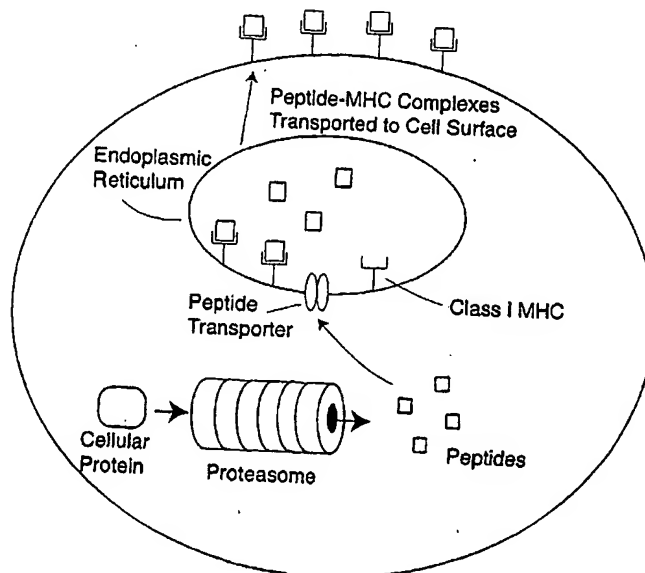 Peptide-MHC Complexes
Transported to Cell Surface
Endoplasmic
Reticulum
Peptide
Transporter
Class I MHC
Cellular
Protein
Proteasome
Peptides